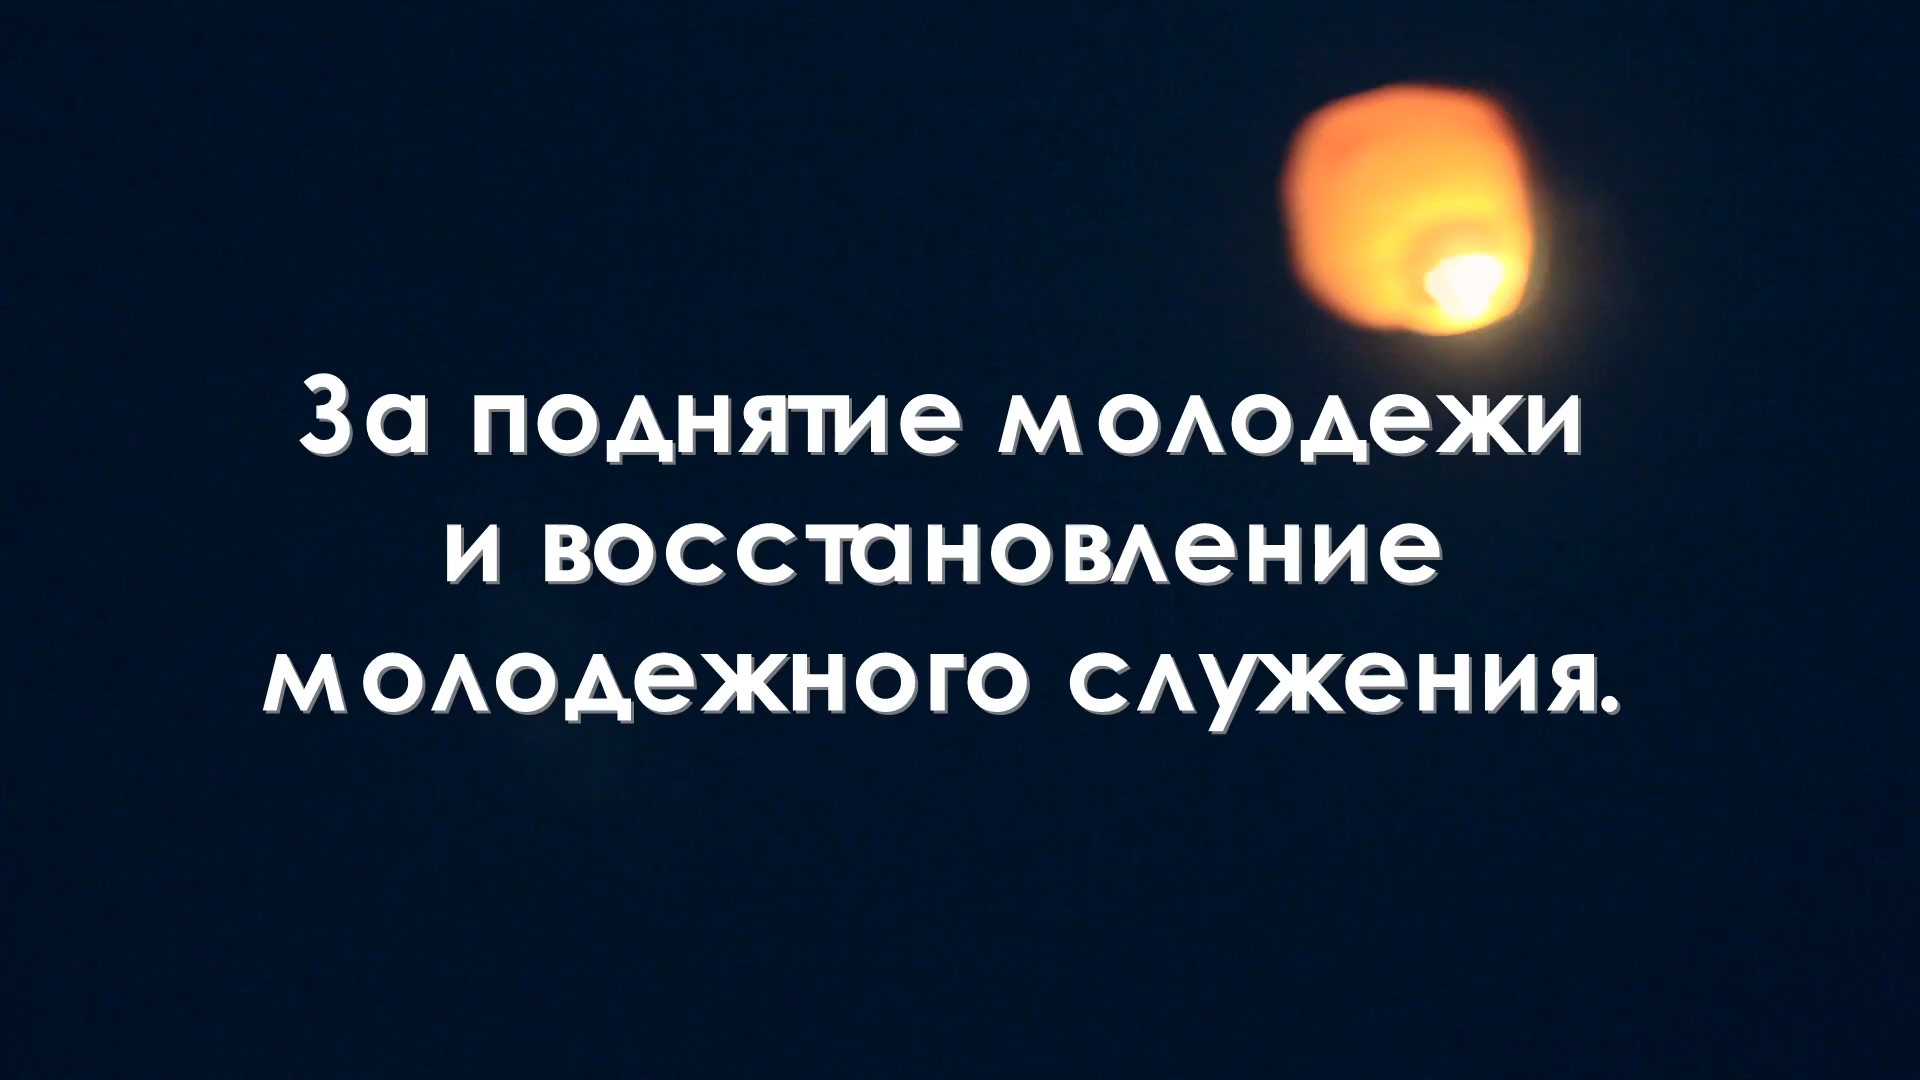 За поднятие молодежи
и восстановление
молодежного служения.